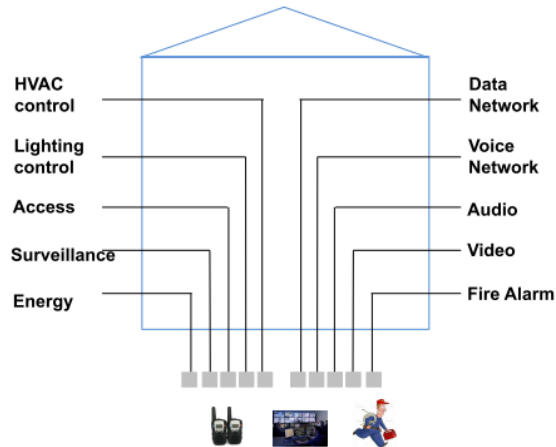 HVAC
control
Lighting
control
Access
Surveillance
Energy
Data
Network
Voice
Network
Audio
Video
Fire Alarm